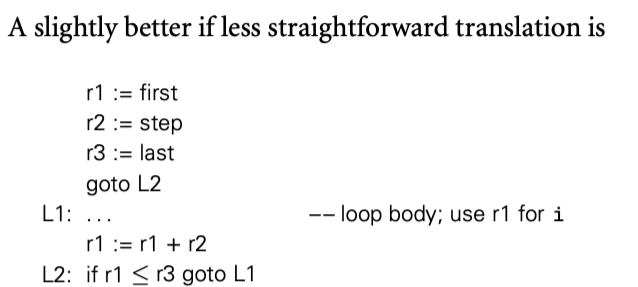 A slightly better if less straightforward translation is
r1 := first
r2 := step
r3 := last
goto L2
L1: ... -- loop body; use r1 for i
r1 := r1 + r2
L2: if r1 ≤ r3 goto L1